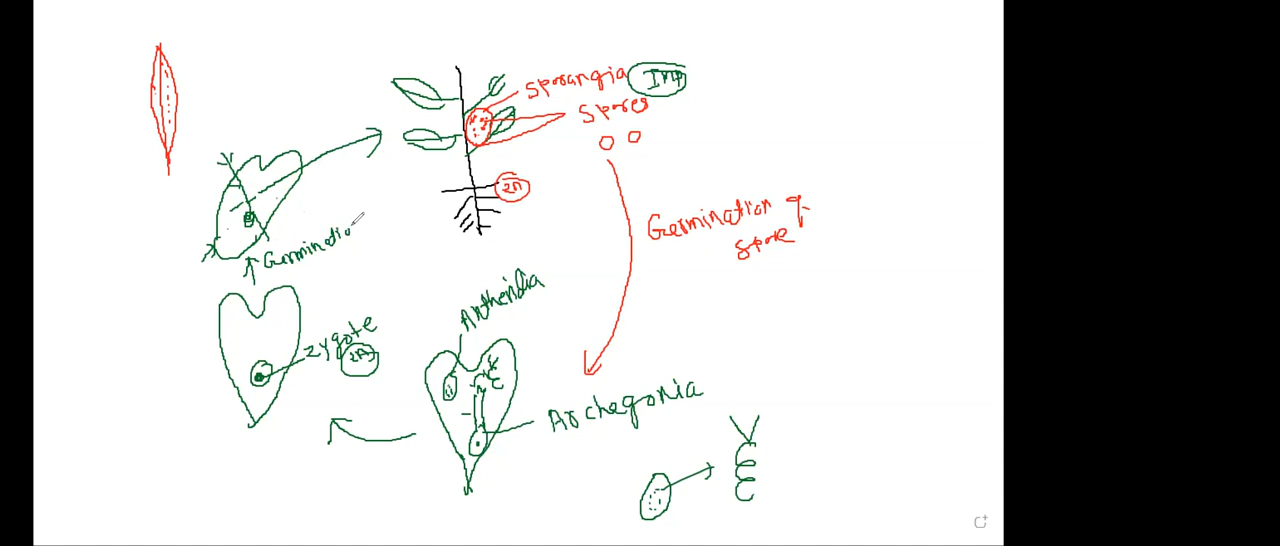 Sporangia Imp
Spores
2n
Germination of
spore
Germinatio
Antheridia
zygote
2n
Archegonia